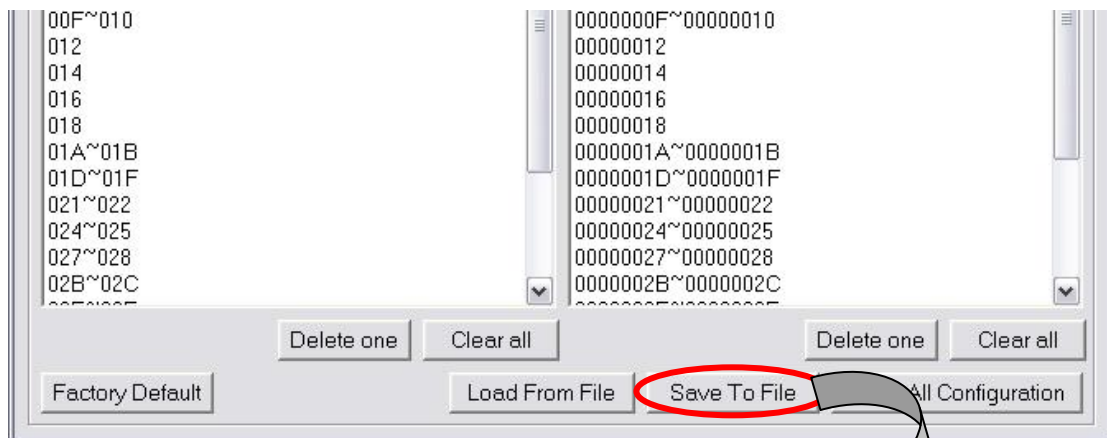 00F~010
012
014
016
018
01A~01B
01D~01F
021~022
024~025
027~028
02B~02C
0000000F~00000010
00000012
00000014
00000016
00000018
0000001A~0000001B
0000001D~0000001F
00000021~00000022
00000024~00000025
00000027~00000028
0000002B~0000002C
Delete one Clear all Delete one Clear all
Factory Default Load From File Save To File All Configuration